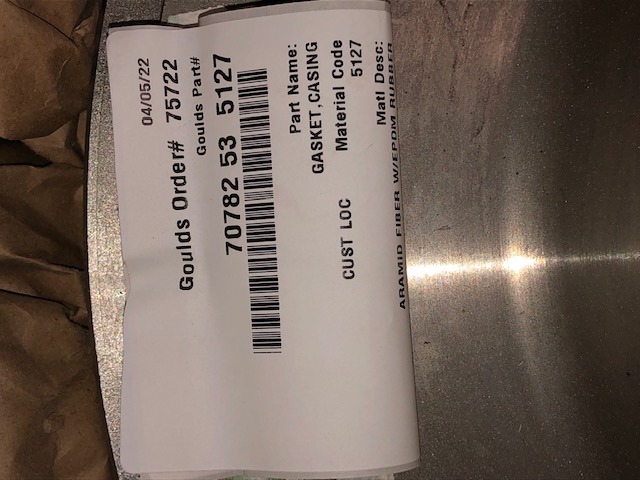 04/05/22
Goulds Order# 75722
Goulds Part#
70782 53 5127
Part Name:
GASKET,CASING
Material Code
CUST LOC 5127
Matl Desc:
ARAMID FIBER W/EPDM RUBBER